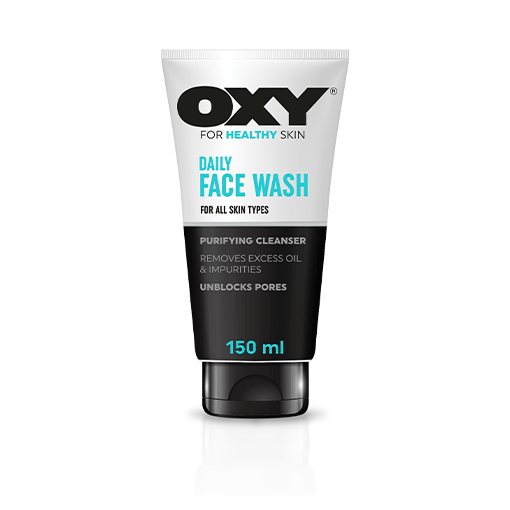 OXY®
FOR HEALTHY SKIN
DAILY
FACE WASH
FOR ALL SKIN TYPES
PURIFYING CLEANSER
REMOVES EXCESS OIL
& IMPURITIES
UNBLOCKS PORES
150 ml